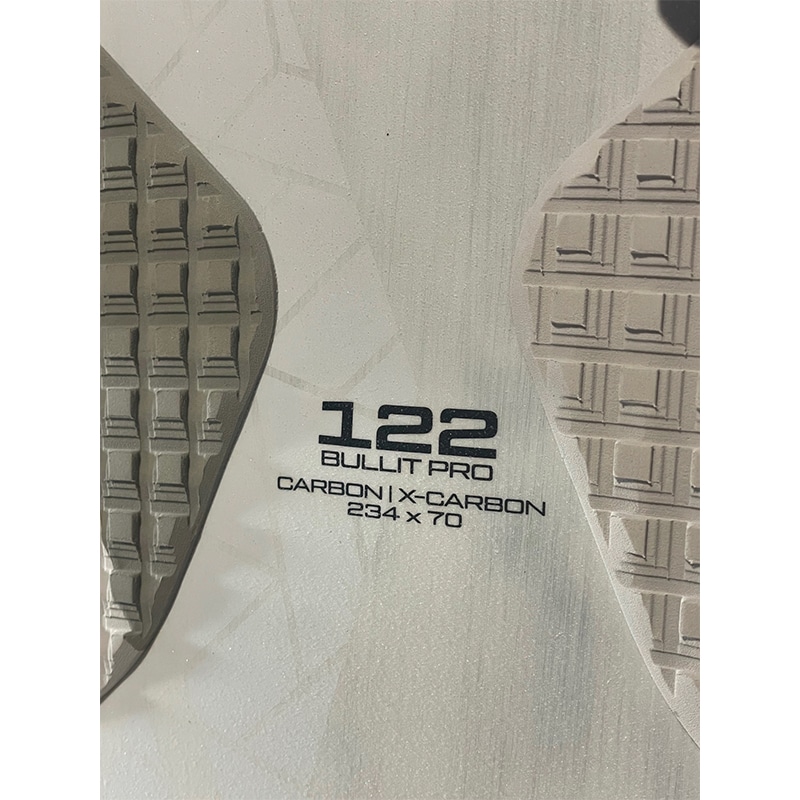 122
BULLIT PRO
CARBON | X-CARBON
234 x 70